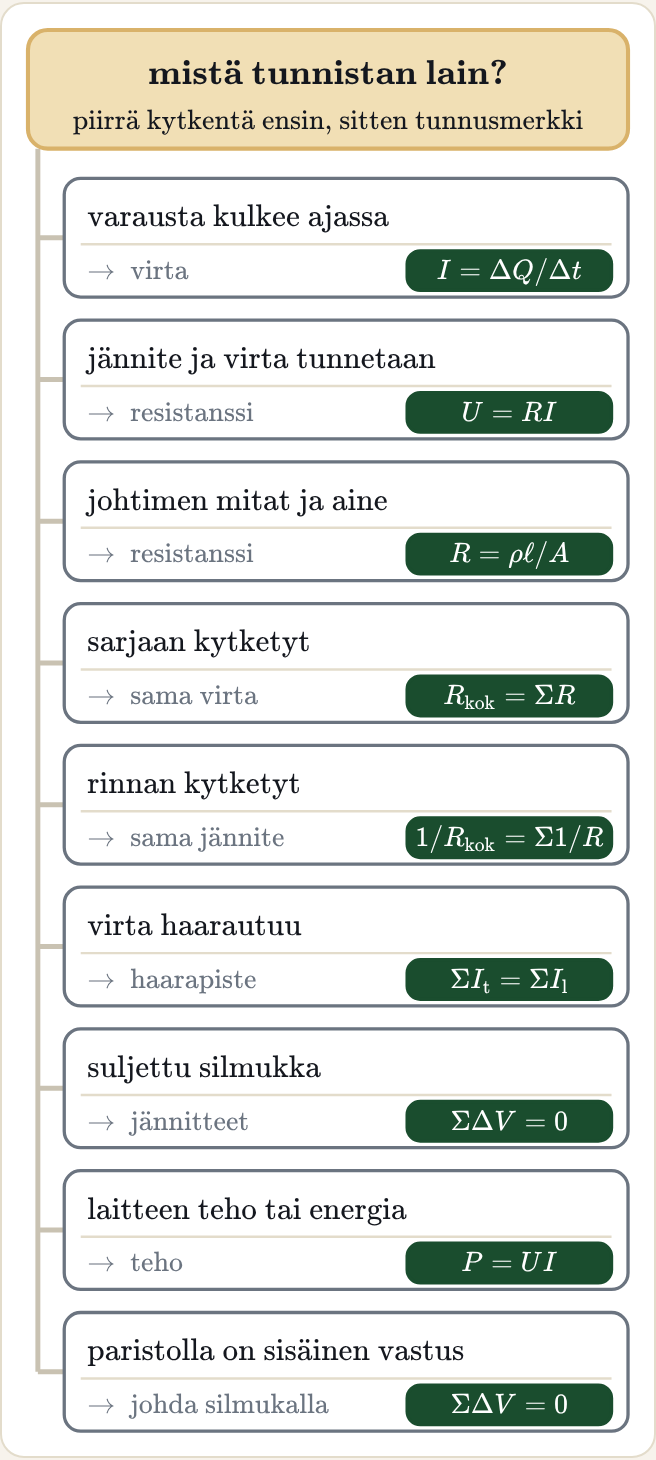 mistä tunnistan lain?
piirrä kytkentä ensin, sitten tunnusmerkki
varausta kulkee ajassa
→ virta I = ΔQ/Δt
jännite ja virta tunnetaan
→ resistanssi U = RI
johtimen mitat ja aine
→ resistanssi R = ρℓ/A
sarjaan kytketyt
→ sama virta R_kok = ΣR
rinnan kytketyt
→ sama jännite 1/R_kok = Σ1/R
virta haarautuu
→ haarapiste ΣI_t = ΣI_l
suljettu silmukka
→ jännitteet ΣΔV = 0
laitteen teho tai energia
→ teho P = UI
paristolla on sisäinen vastus
→ johda silmukalla ΣΔV = 0